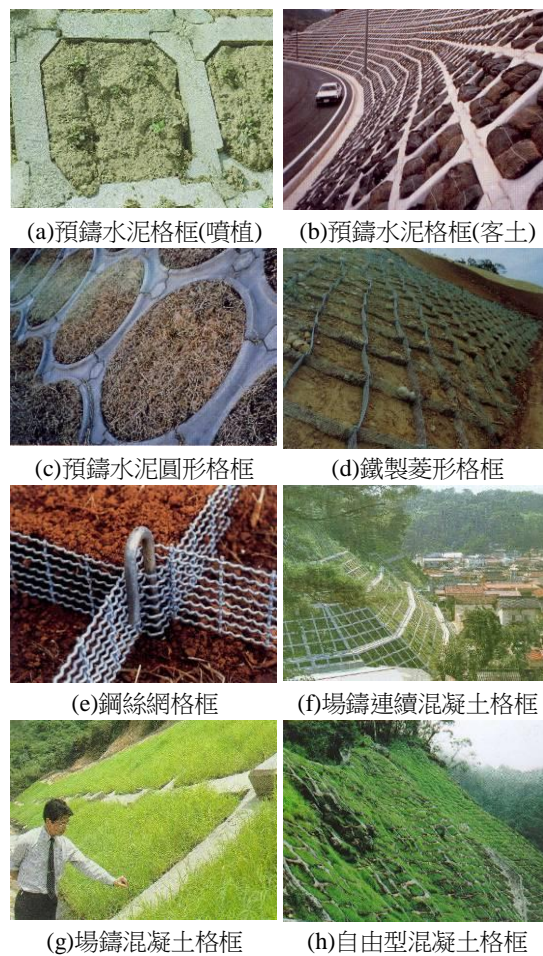 (a)預鑄水泥格框(噴植)
(b)預鑄水泥格框(客土)
(c)預鑄水泥圓形格框
(d)鐵製菱形格框
(e)鋼絲網格框
(f)場鑄連續混凝土格框
(g)場鑄混凝土格框
(h)自由型混凝土格框